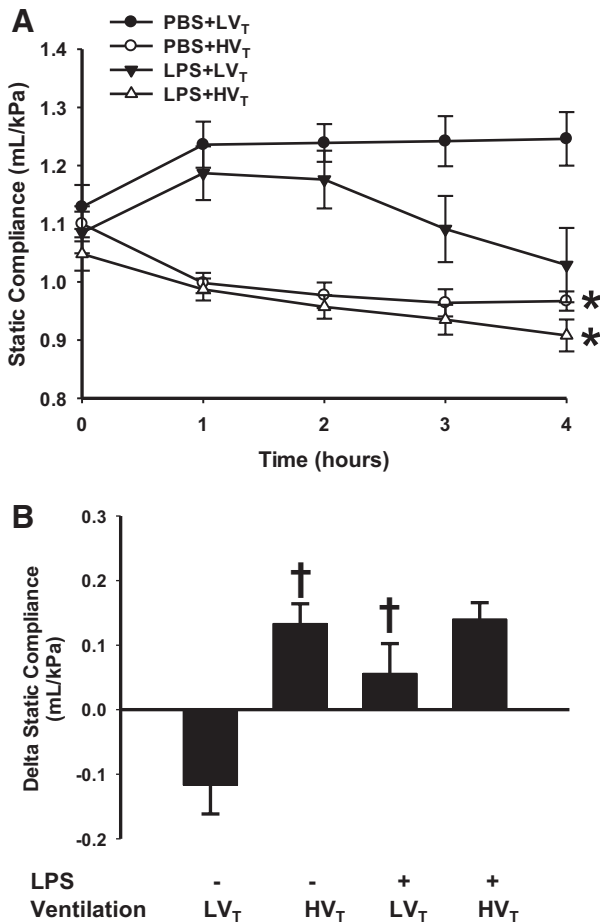 A
PBS+LVT
PBS+HVT
LPS+LVT
LPS+HVT
Static Compliance (mL/kPa)
1.4
1.3
1.2
1.1
1.0
0.9
0.8
*
*
0 1 2 3 4
Time (hours)
B
Delta Static Compliance
(mL/kPa)
0.3
0.2
0.1
0.0
-0.1
-0.2
† †
LPS - - + +
Ventilation LVT HVT LVT HVT